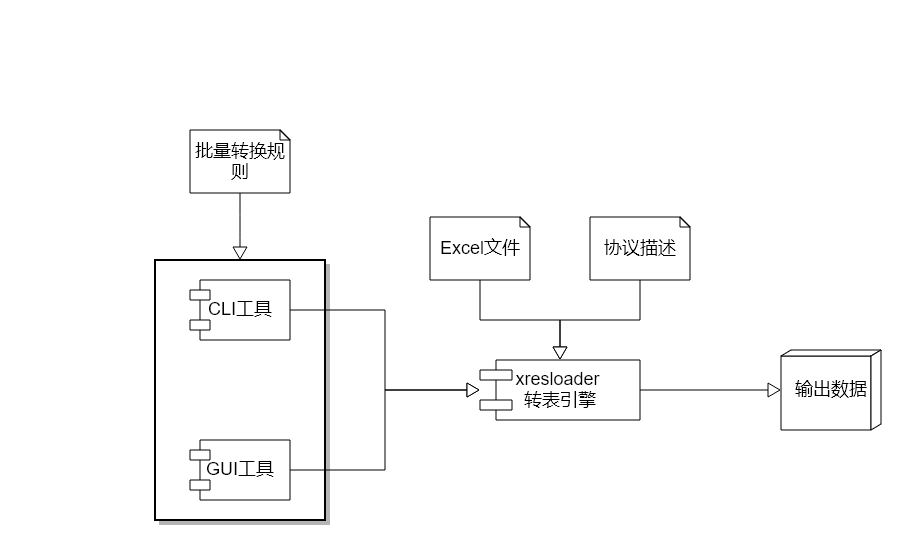 批量转换规
则
Excel文件
协议描述
CLI工具
xresloader
转表引擎
输出数据
GUI工具